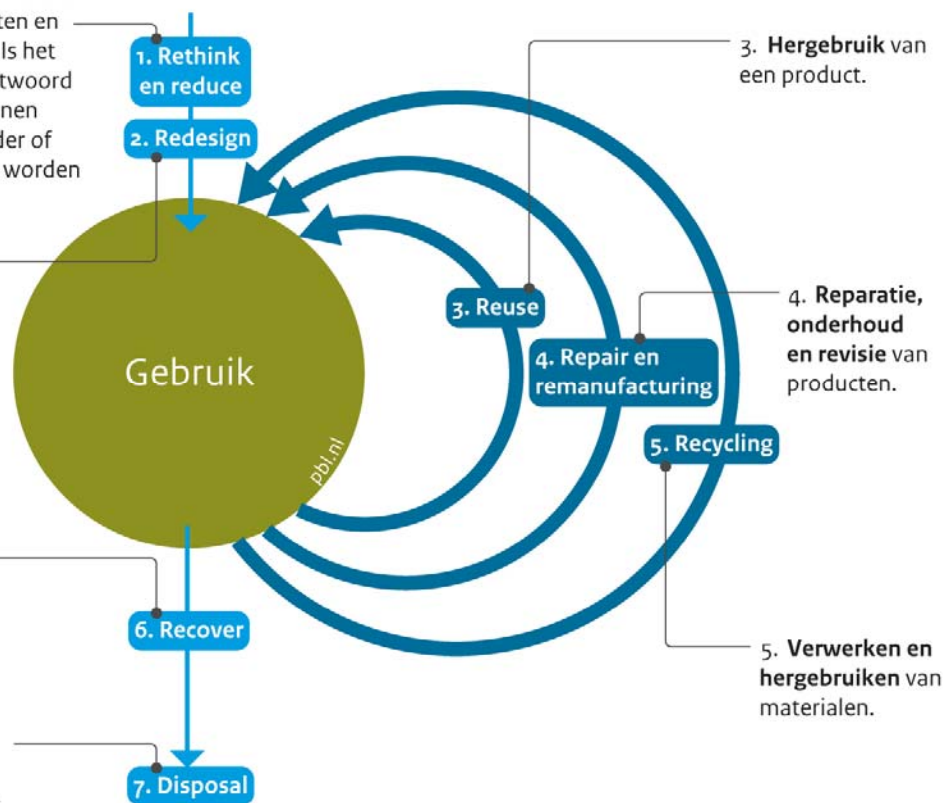 ten en
ls het
twoord
nen
der of
worden
1. Rethink
en reduce
2. Redesign
3. Hergebruik van
een product.
3. Reuse
4. Reparatie,
onderhoud
en revisie van
producten.
4. Repair en
remanufacturing
Gebruik
pbl.nl
5. Recycling
6. Recover
5. Verwerken en
hergebruiken van
materialen.
7. Disposal